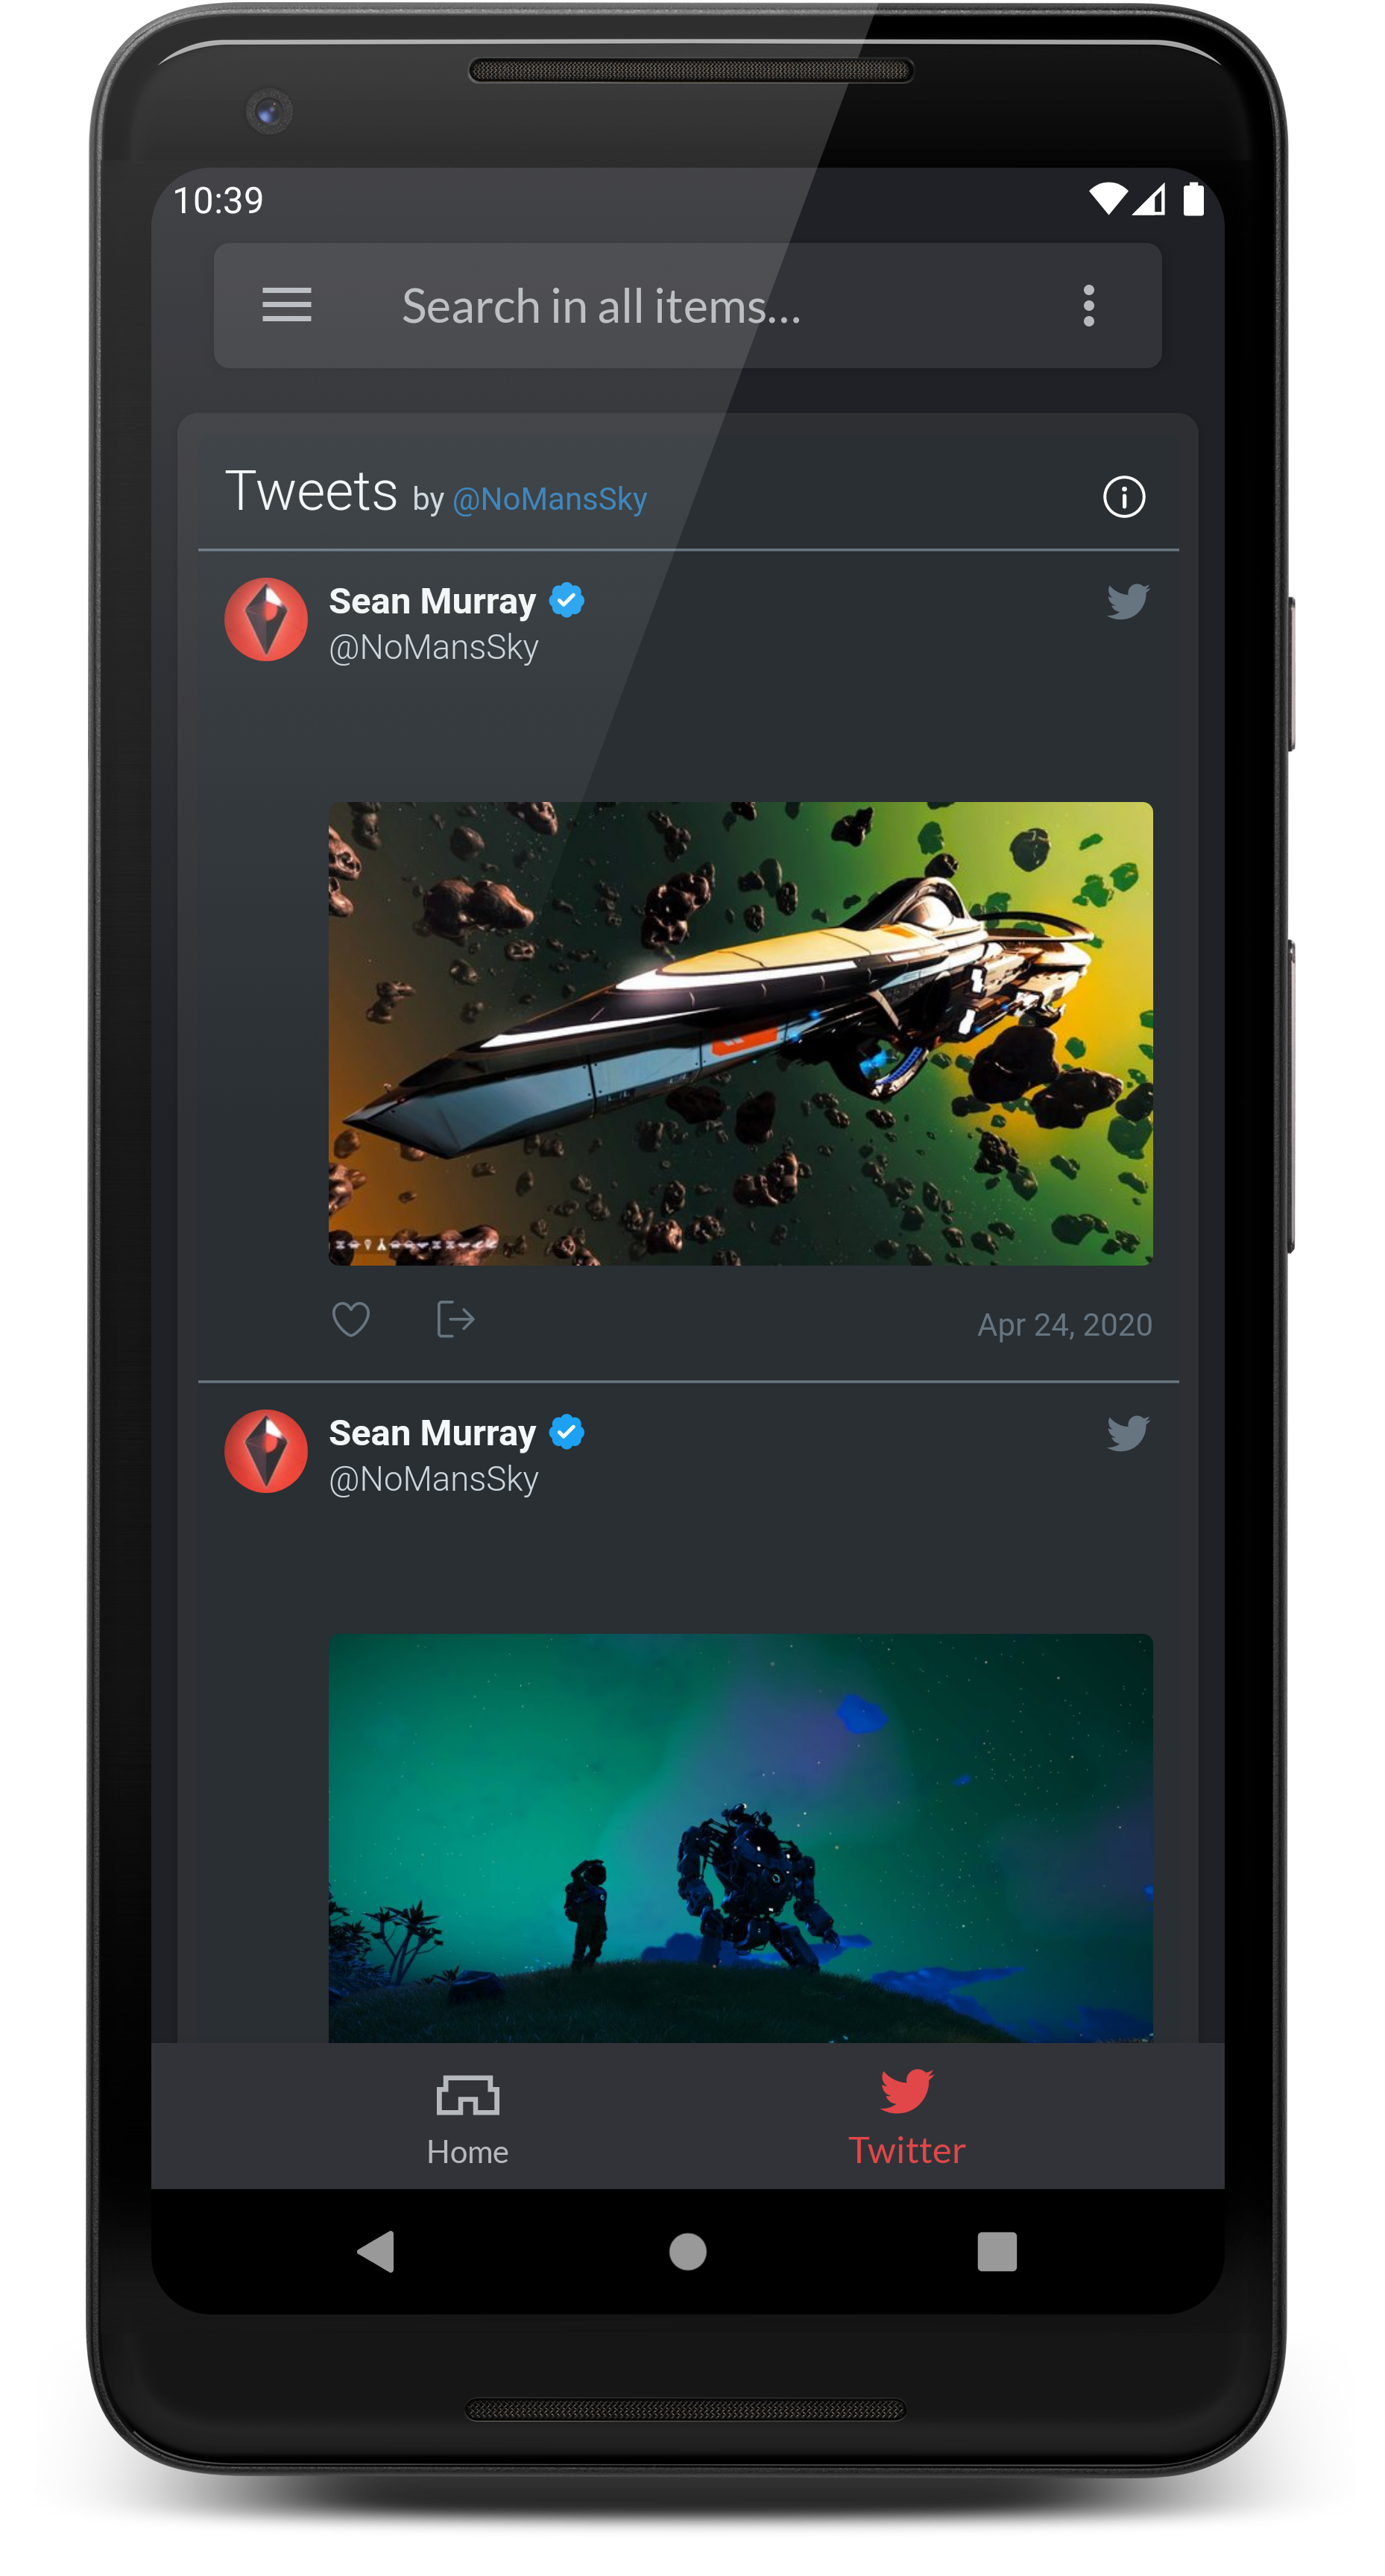 10:39
Search in all items...
Tweets by @NoMansSky
Sean Murray
@NoMansSky
Apr 24, 2020
Sean Murray
@NoMansSky
Home
Twitter